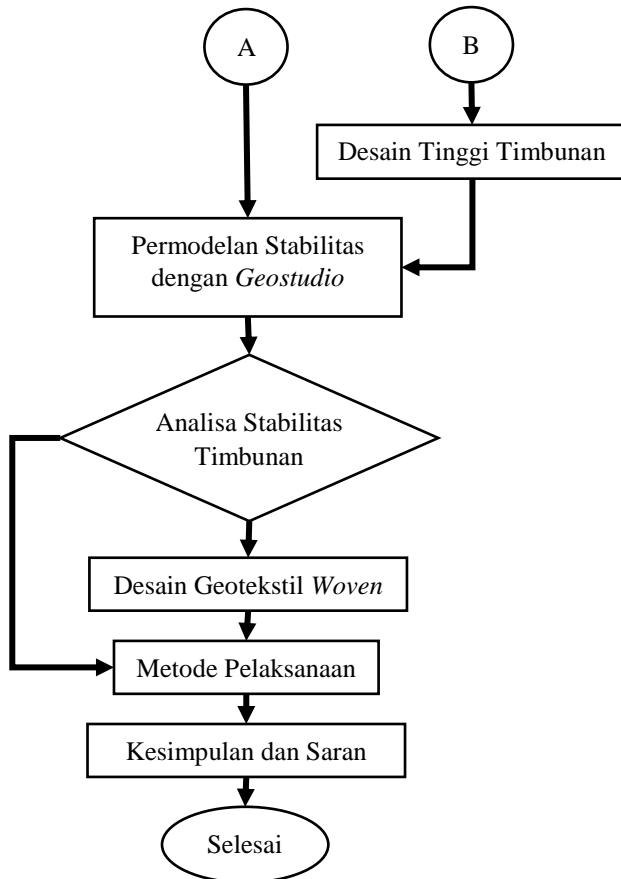 A
B
Desain Tinggi Timbunan
Permodelan Stabilitas
dengan Geostudio
Analisa Stabilitas
Timbunan
Desain Geotekstil Woven
Metode Pelaksanaan
Kesimpulan dan Saran
Selesai